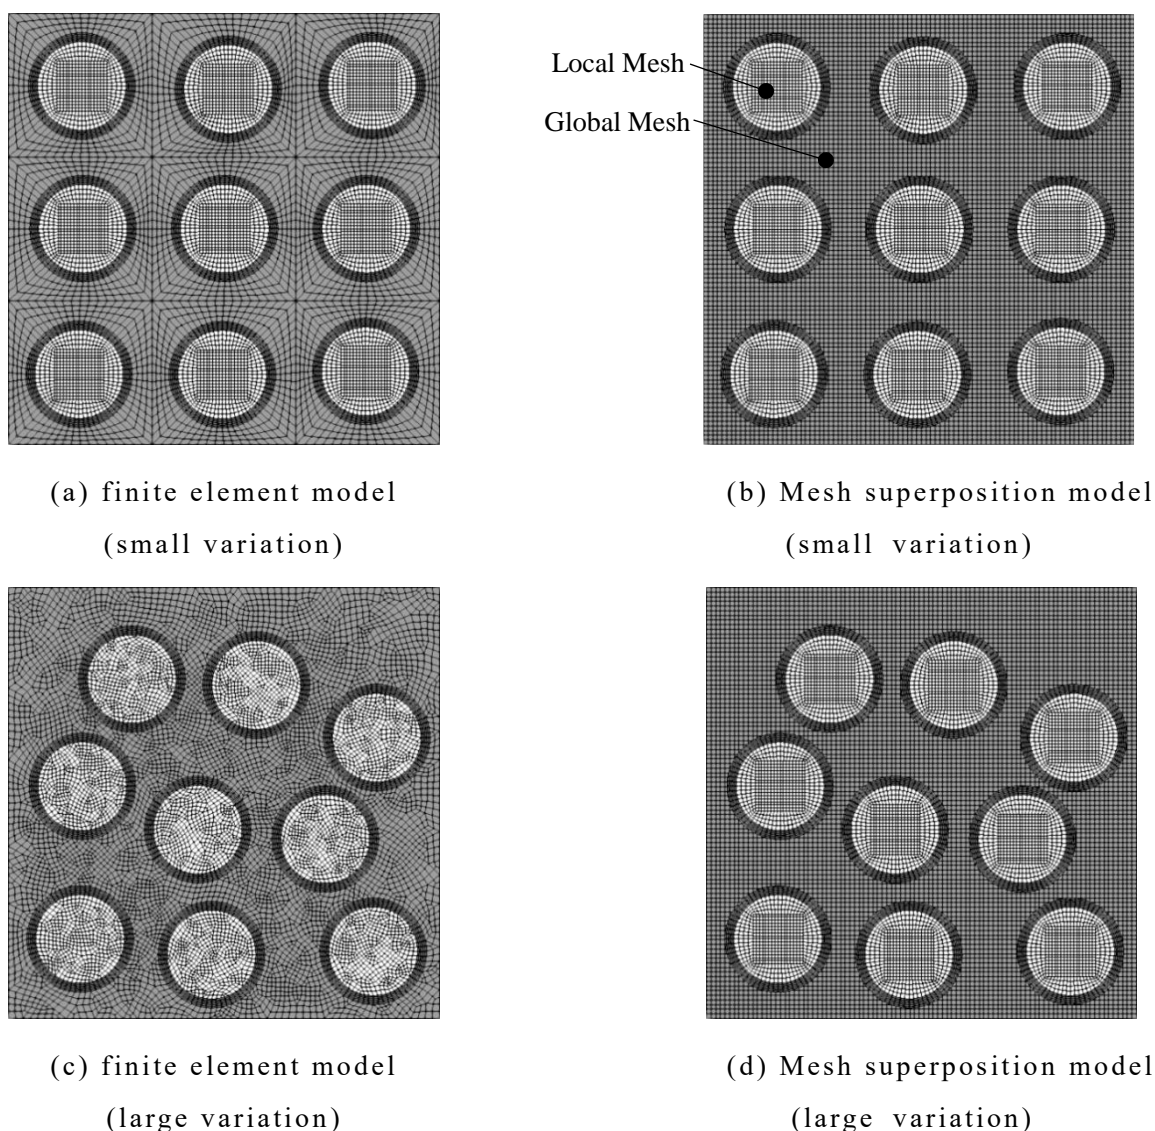 Local Mesh
Global Mesh
(a) finite element model
(small variation)
(b) Mesh superposition model
(small variation)
(c) finite element model
(large variation)
(d) Mesh superposition model
(large variation)